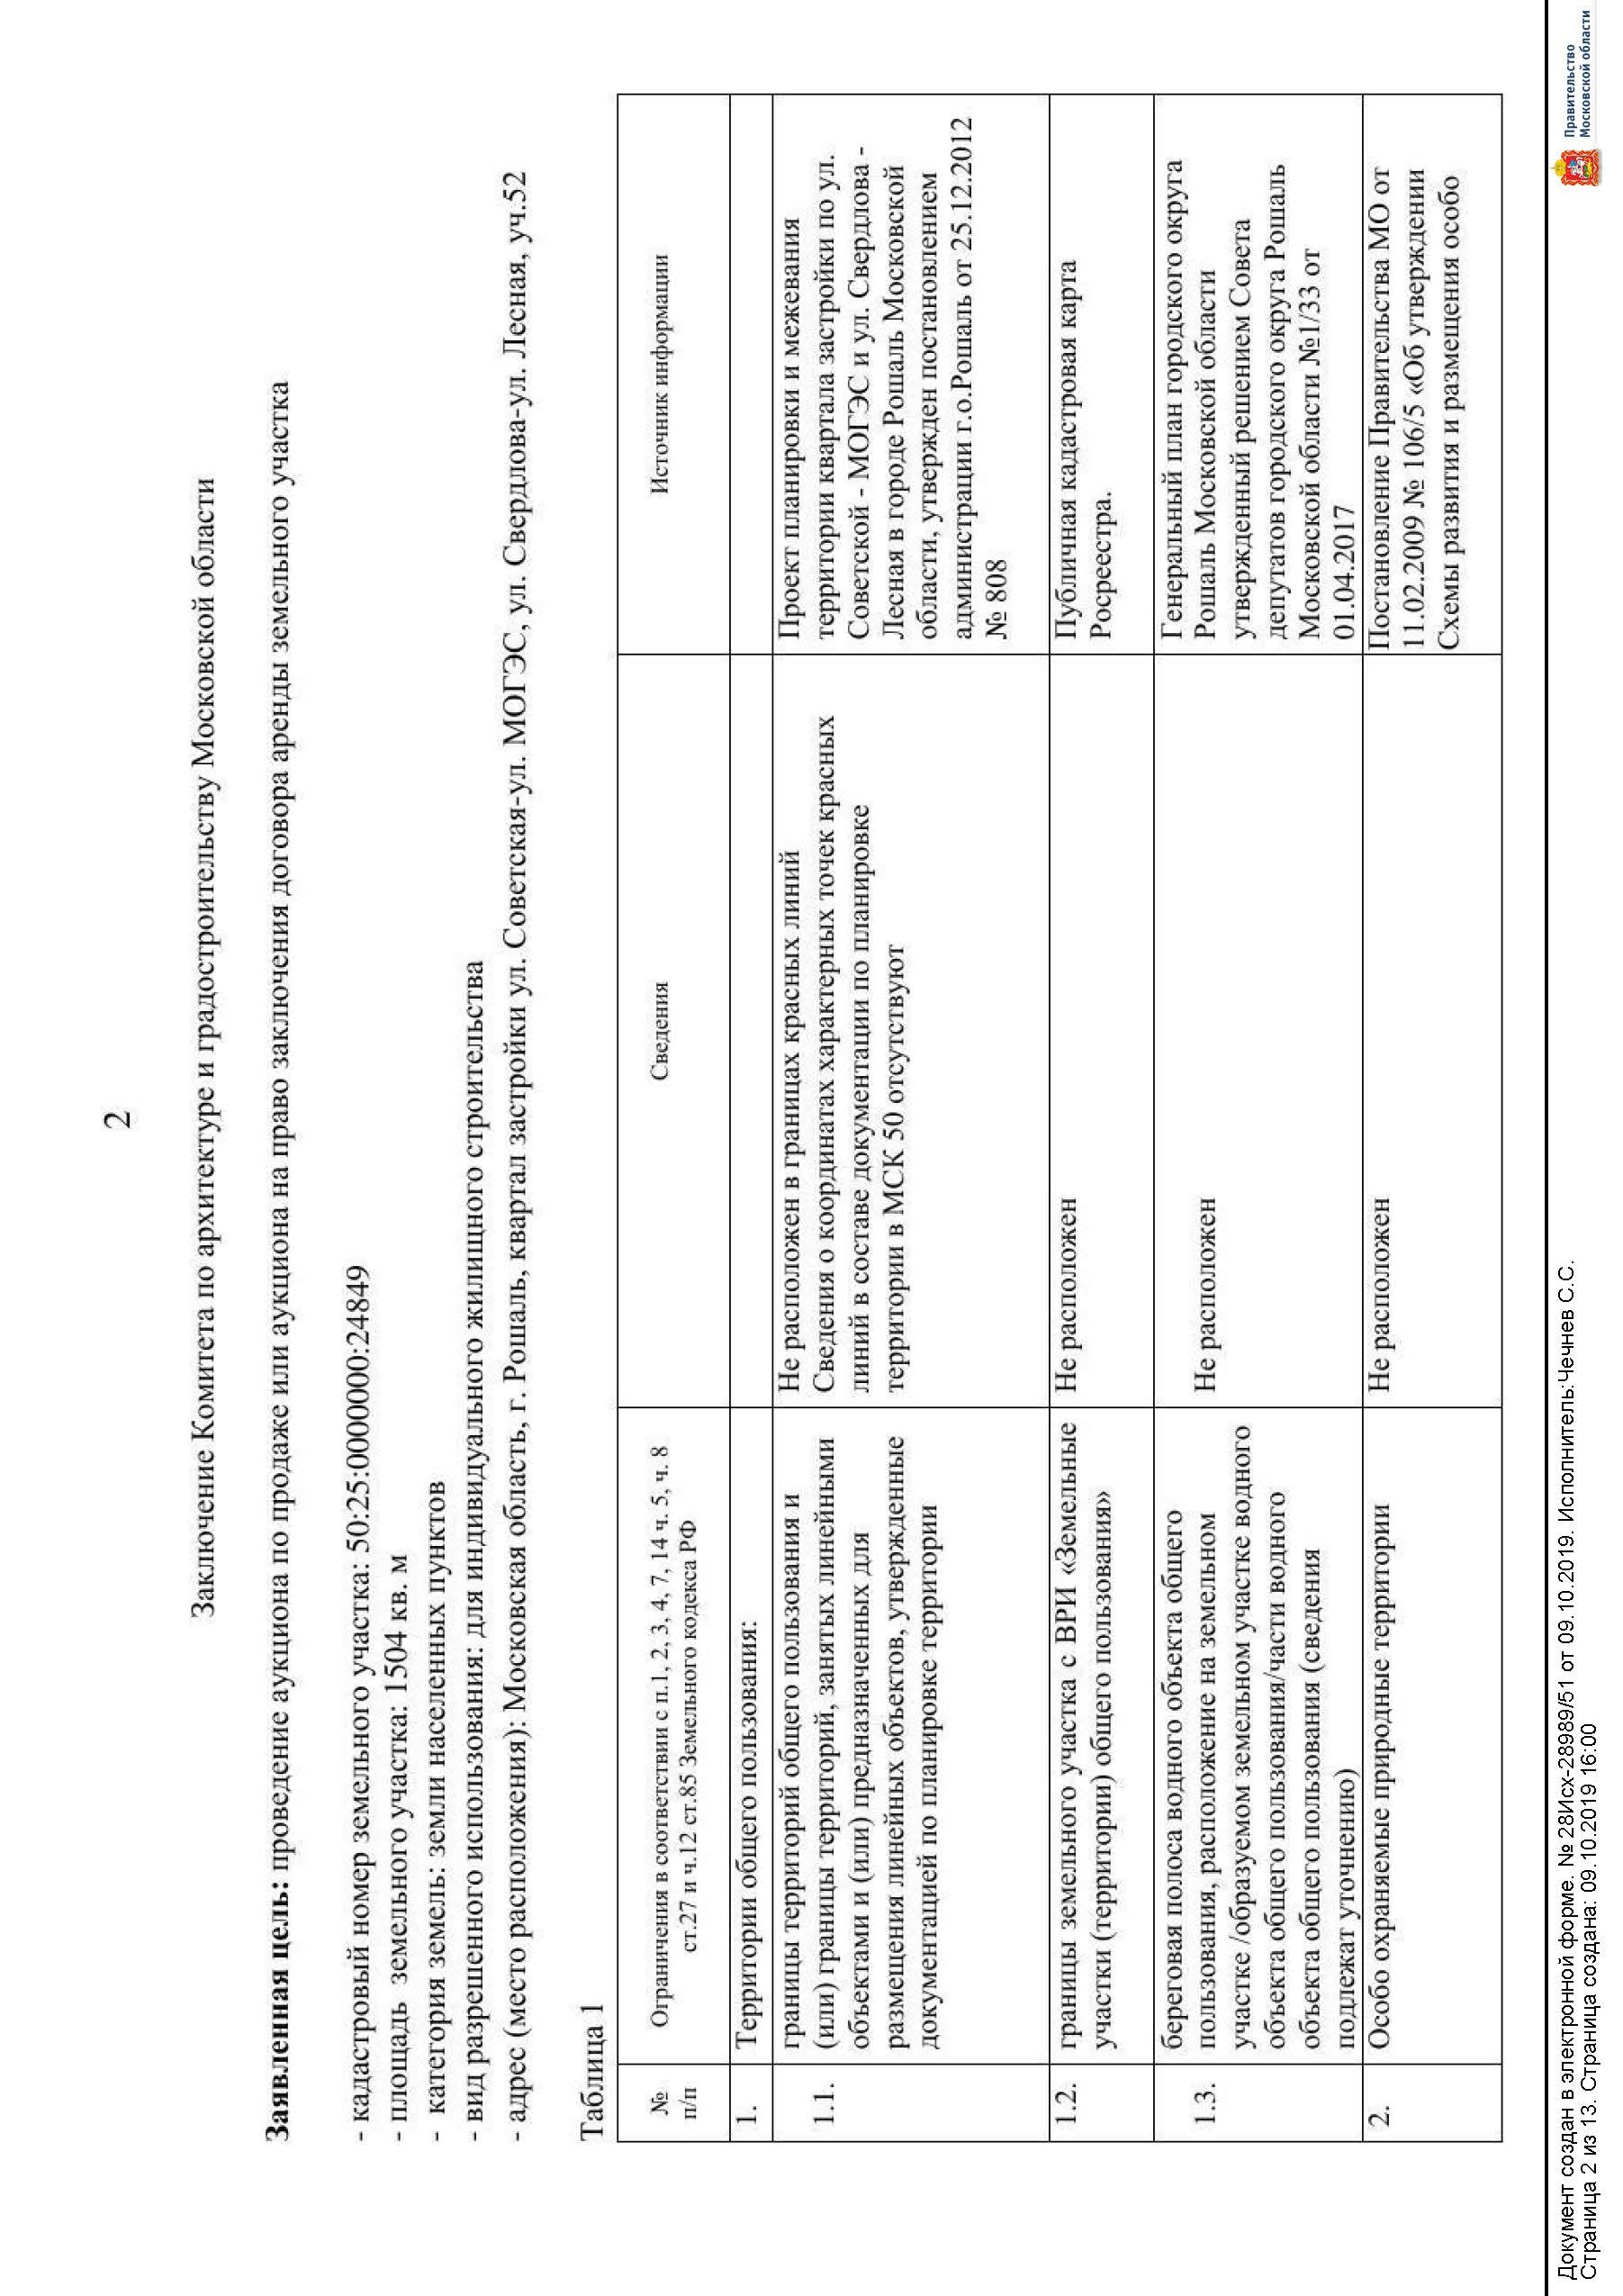 2
Заключение Комитета по архитектуре и градостроительству Московской области
Заявленная цель: проведение аукциона по продаже или аукциона на право заключения договора аренды земельного участка
- кадастровый номер земельного участка: 50:25:0000000:24849
- площадь земельного участка: 1504 кв. м
- категория земель: земли населенных пунктов
- вид разрешенного использования: для индивидуального жилищного строительства
- адрес (место расположения): Московская область, г. Рошаль, квартал застройки ул. Советская-ул. МОГЭС, ул. Свердлова-ул. Лесная, уч.52
Таблица 1
№
п/п
Ограничения в соответствии с п.1, 2, 3, 4, 7, 14 ч. 5, ч. 8
ст.27 и ч.12 ст.85 Земельного кодекса РФ
Сведения
Источник информации
1.
Территории общего пользования:
1.1.
границы территорий общего пользования и
(или) границы территорий, занятых линейными
объектами и (или) предназначенных для
размещения линейных объектов, утвержденные
документацией по планировке территории
Не расположен в границах красных линий
Сведения о координатах характерных точек красных
линий в составе документации по планировке
территории в МСК 50 отсутствуют
Проект планировки и межевания
территории квартала застройки по ул.
Советской - МОГЭС и ул. Свердлова -
Лесная в городе Рошаль Московской
области, утвержден постановлением
администрации г.о.Рошаль от 25.12.2012
№ 808
1.2.
границы земельного участка с ВРИ «Земельные
участки (территории) общего пользования»
Не расположен
Публичная кадастровая карта
Росреестра.
1.3.
береговая полоса водного объекта общего
пользования, расположение на земельном
участке /образуемом земельном участке водного
объекта общего пользования/части водного
объекта общего пользования (сведения
подлежат уточнению)
Не расположен
Генеральный план городского округа
Рошаль Московской области
утвержденный решением Совета
депутатов городского округа Рошаль
Московской области №1/33 от
01.04.2017
2.
Особо охраняемые природные территории
Не расположен
Постановление Правительства МО от
11.02.2009 № 106/5 «Об утверждении
Схемы развития и размещения особо
Документ создан в электронной форме. № 28Исх-28989/51 от 09.10.2019. Исполнитель:Чечнев С.С.
Страница 2 из 13. Страница создана: 09.10.2019 16:00
Правительство
Московской области